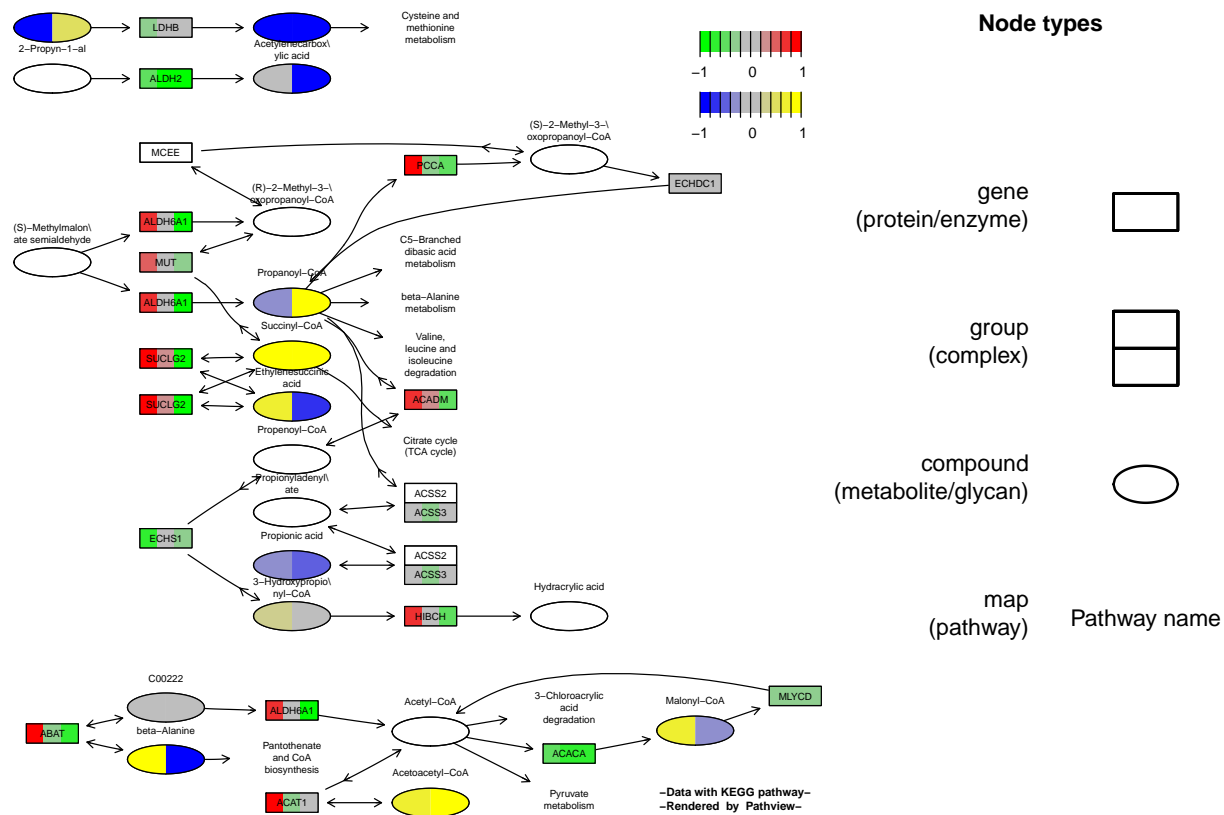 Node types
LDHB
Cysteine and
methionine
metabolism
2−Propyn−1−al
Acetylenecarbox\
ylic acid
ALDH2
−1
0
1
−1
0
1
(S)−2−Methyl−3−\
oxopropanoyl−CoA
MCEE
PCCA
ECHDC1
(R)−2−Methyl−3−\
oxopropanoyl−CoA
ALDH6A1
(S)−Methylmalon\
ate semialdehyde
MUT
C5−Branched
dibasic acid
metabolism
Propanoyl−CoA
ALDH6A1
beta−Alanine
metabolism
Succinyl−CoA
Valine,
leucine and
isoleucine
degradation
SUCLG2
Ethylenesuccinic
acid
SUCLG2
ACADM
Propenoyl−CoA
Citrate cycle
(TCA cycle)
Propionyladenyl\
ate
ACSS2
ACSS3
ECHS1
Propionic acid
ACSS2
ACSS3
3−Hydroxypropio\
nyl−CoA
HIBCH
Hydracrylic acid
gene
(protein/enzyme)
group
(complex)
compound
(metabolite/glycan)
map
(pathway)
Pathway name
C00222
ALDH6A1
Acetyl−CoA
3−Chloroacrylic
acid
degradation
Malonyl−CoA
MLYCD
ABAT
beta−Alanine
Pantothenate
and CoA
biosynthesis
ACACA
Acetoacetyl−CoA
ACAT1
Pyruvate
metabolism
−Data with KEGG pathway−
−Rendered by Pathview−